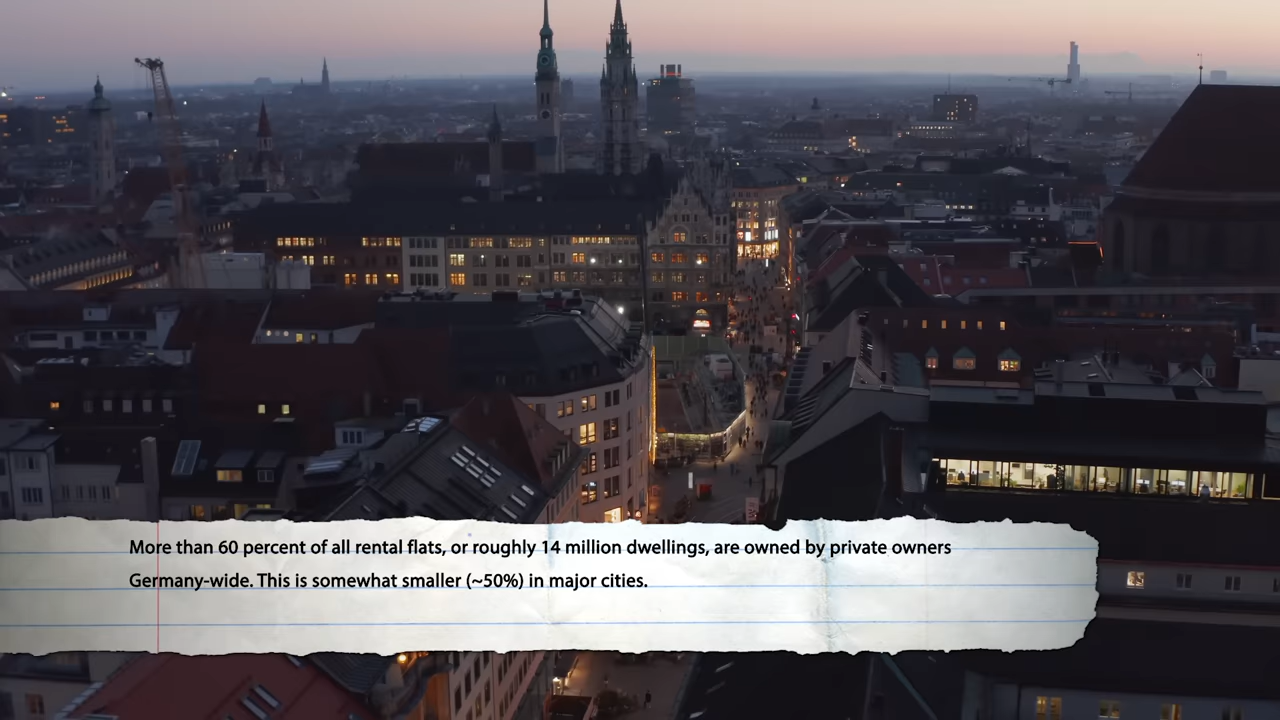 More than 60 percent of all rental flats, or roughly 14 million dwellings, are owned by private owners
Germany-wide. This is somewhat smaller (~50%) in major cities.